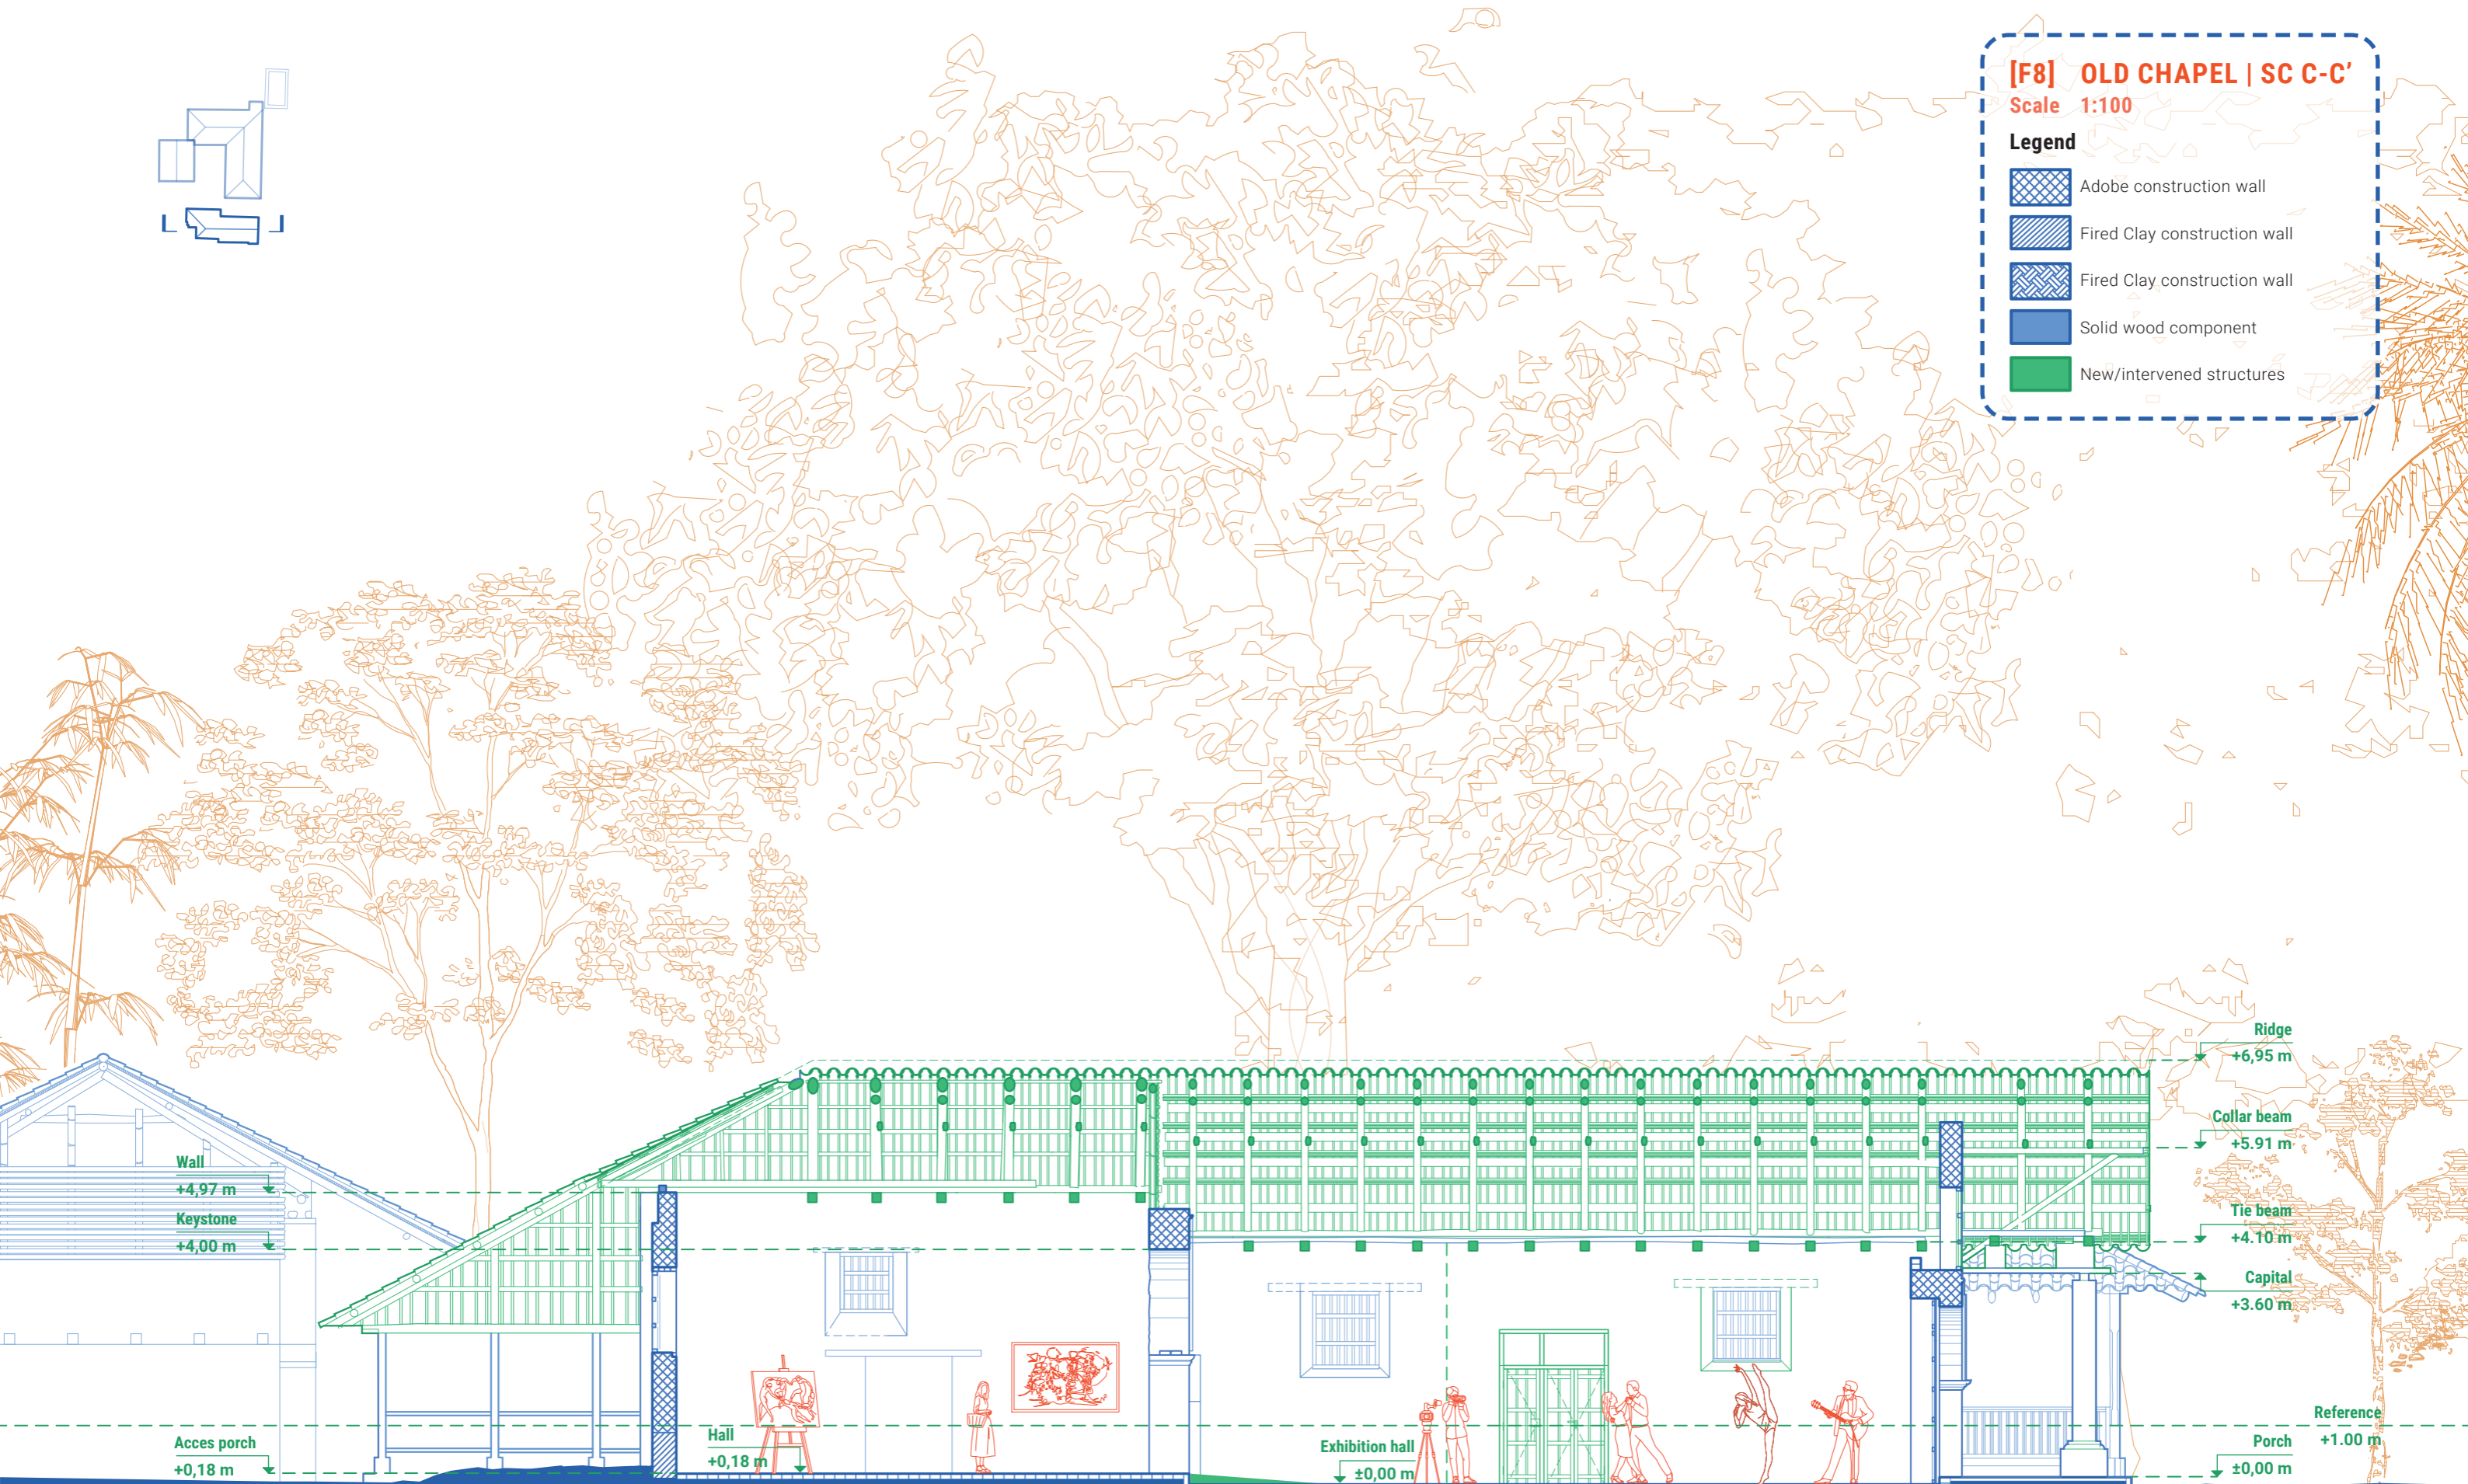 [F8] OLD CHAPEL | SC C-C’
Scale 1:100
Legend
Adobe construction wall
Fired Clay construction wall
Fired Clay construction wall
Solid wood component
New/intervened structures
Wall
+4,97 m
Keystone
+4,00 m
Acces porch
+0,18 m
Hall
+0,18 m
Exhibition hall
±0,00 m
Ridge
+6,95 m
Collar beam
+5.91 m
Tie beam
+4.10 m
Capital
+3.60 m
Reference
+1.00 m
Porch
±0,00 m